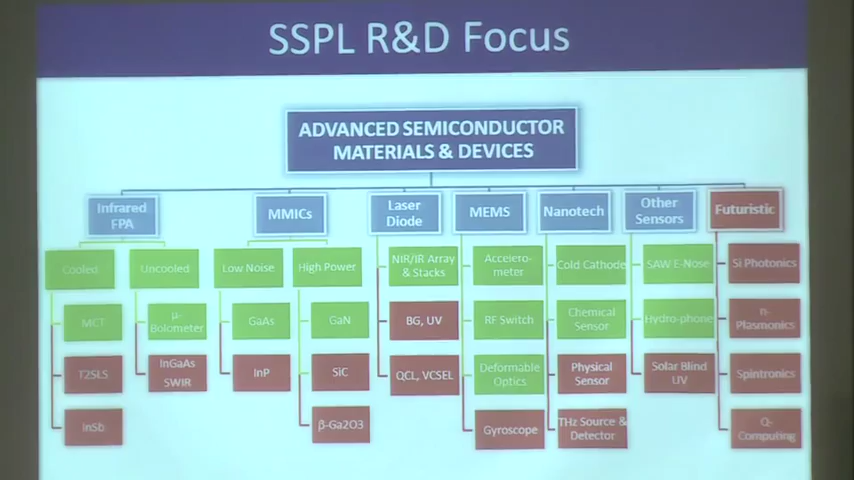 SSPL R&D Focus
ADVANCED SEMICONDUCTOR
MATERIALS & DEVICES
Infrared
FPA
MMICs
Laser
Diode
MEMS
Nanotech
Other
Sensors
Futuristic
Cooled
Uncooled
Low Noise
High Power
NIR/IR Array
& Stacks
Accelero-
meter
Cold Cathode
SAW E-Nose
Si Photonics
MCT
μ-
Bolometer
GaAs
GaN
BG, UV
RF Switch
Chemical
Sensor
Hydro-phone
n-
Plasmonics
T2SLS
InGaAs
SWIR
InP
SiC
QCL, VCSEL
Deformable
Optics
Physical
Sensor
Solar Blind
UV
Spintronics
InSb
β-Ga2O3
Gyroscope
THz Source &
Detector
Q-
Computing